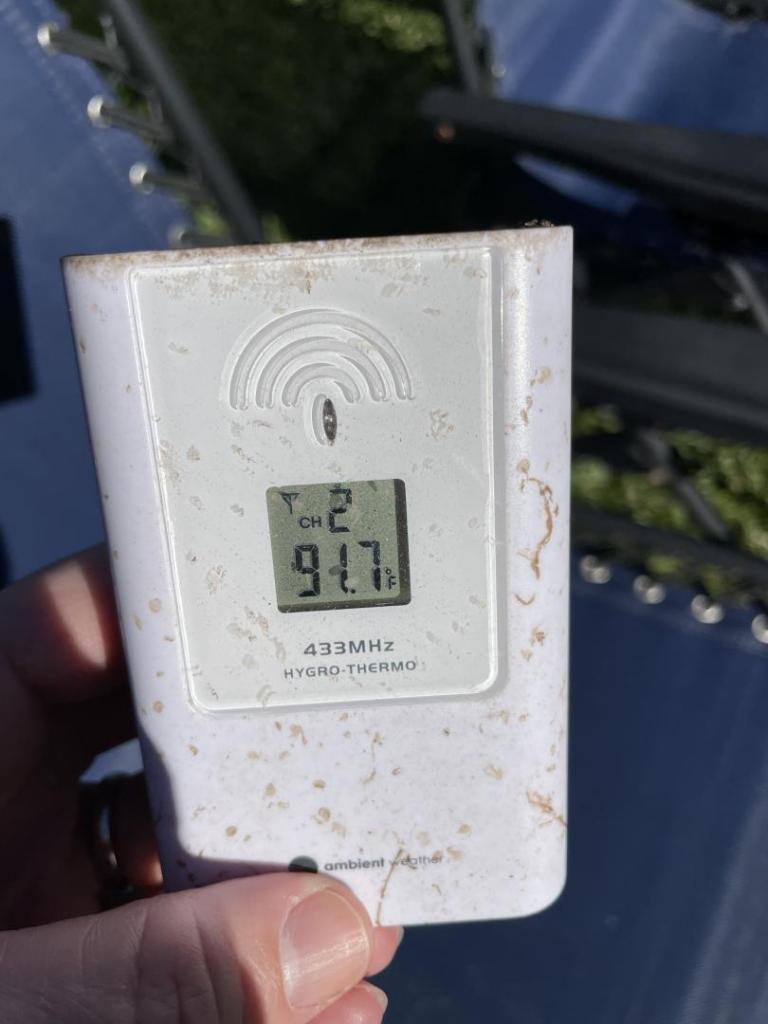 CH 2
91.7°F
433MHz
HYGRO-THERMO
ambient weather